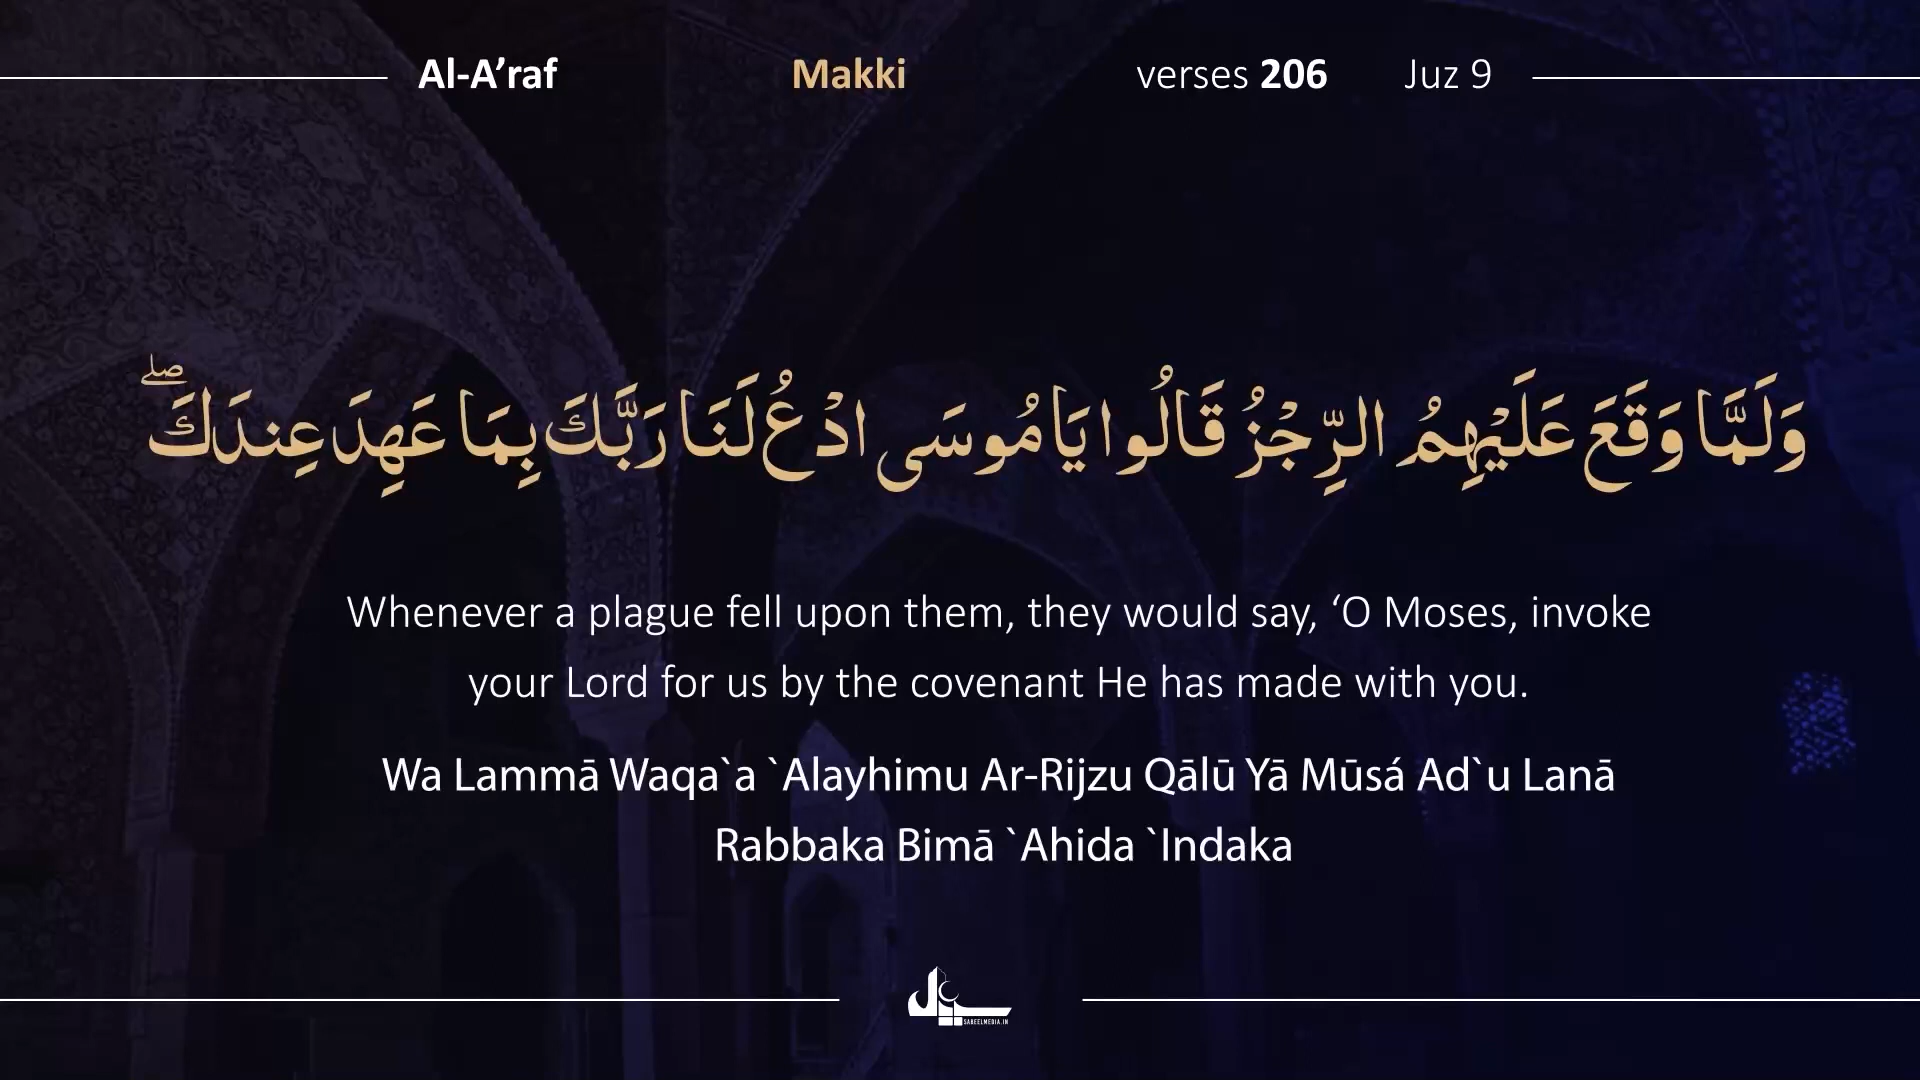 Al-A’raf Makki verses 206 Juz 9
وَلَمَّا وَقَعَ عَلَيْهِمُ الرِّجْزُ قَالُوا يَا مُوسَى ادْعُ لَنَا رَبَّكَ بِمَا عَهِدَ عِندَكَ ۖ
Whenever a plague fell upon them, they would say, ‘O Moses, invoke
your Lord for us by the covenant He has made with you.
Wa Lammā Waqa`a `Alayhimu Ar-Rijzu Qālū Yā Mūsá Ad`u Lanā
Rabbaka Bimā `Ahida `Indaka
SABEELMEDIA.IN